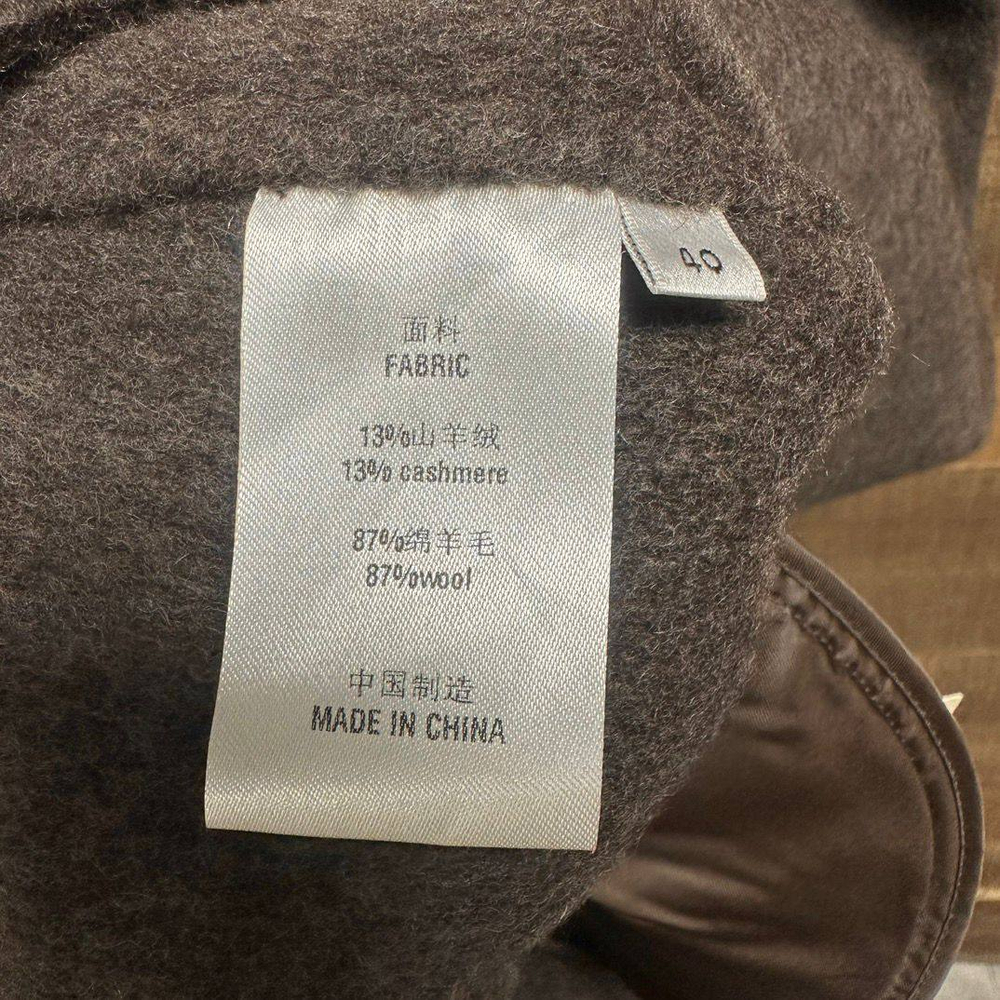 40
面料
FABRIC
13%山羊绒
13% cashmere
87%绵羊毛
87%wool
中国制造
MADE IN CHINA